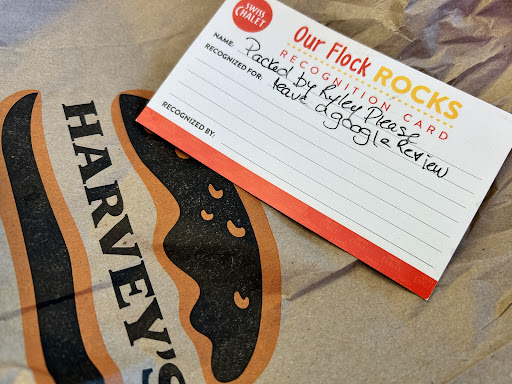 SWISS
CHALET
Our Flock ROCKS
RECOGNITION CARD
NAME: Packed by Ryley Please
RECOGNIZED FOR: leave a google Review
RECOGNIZED BY:
HARVEY'S